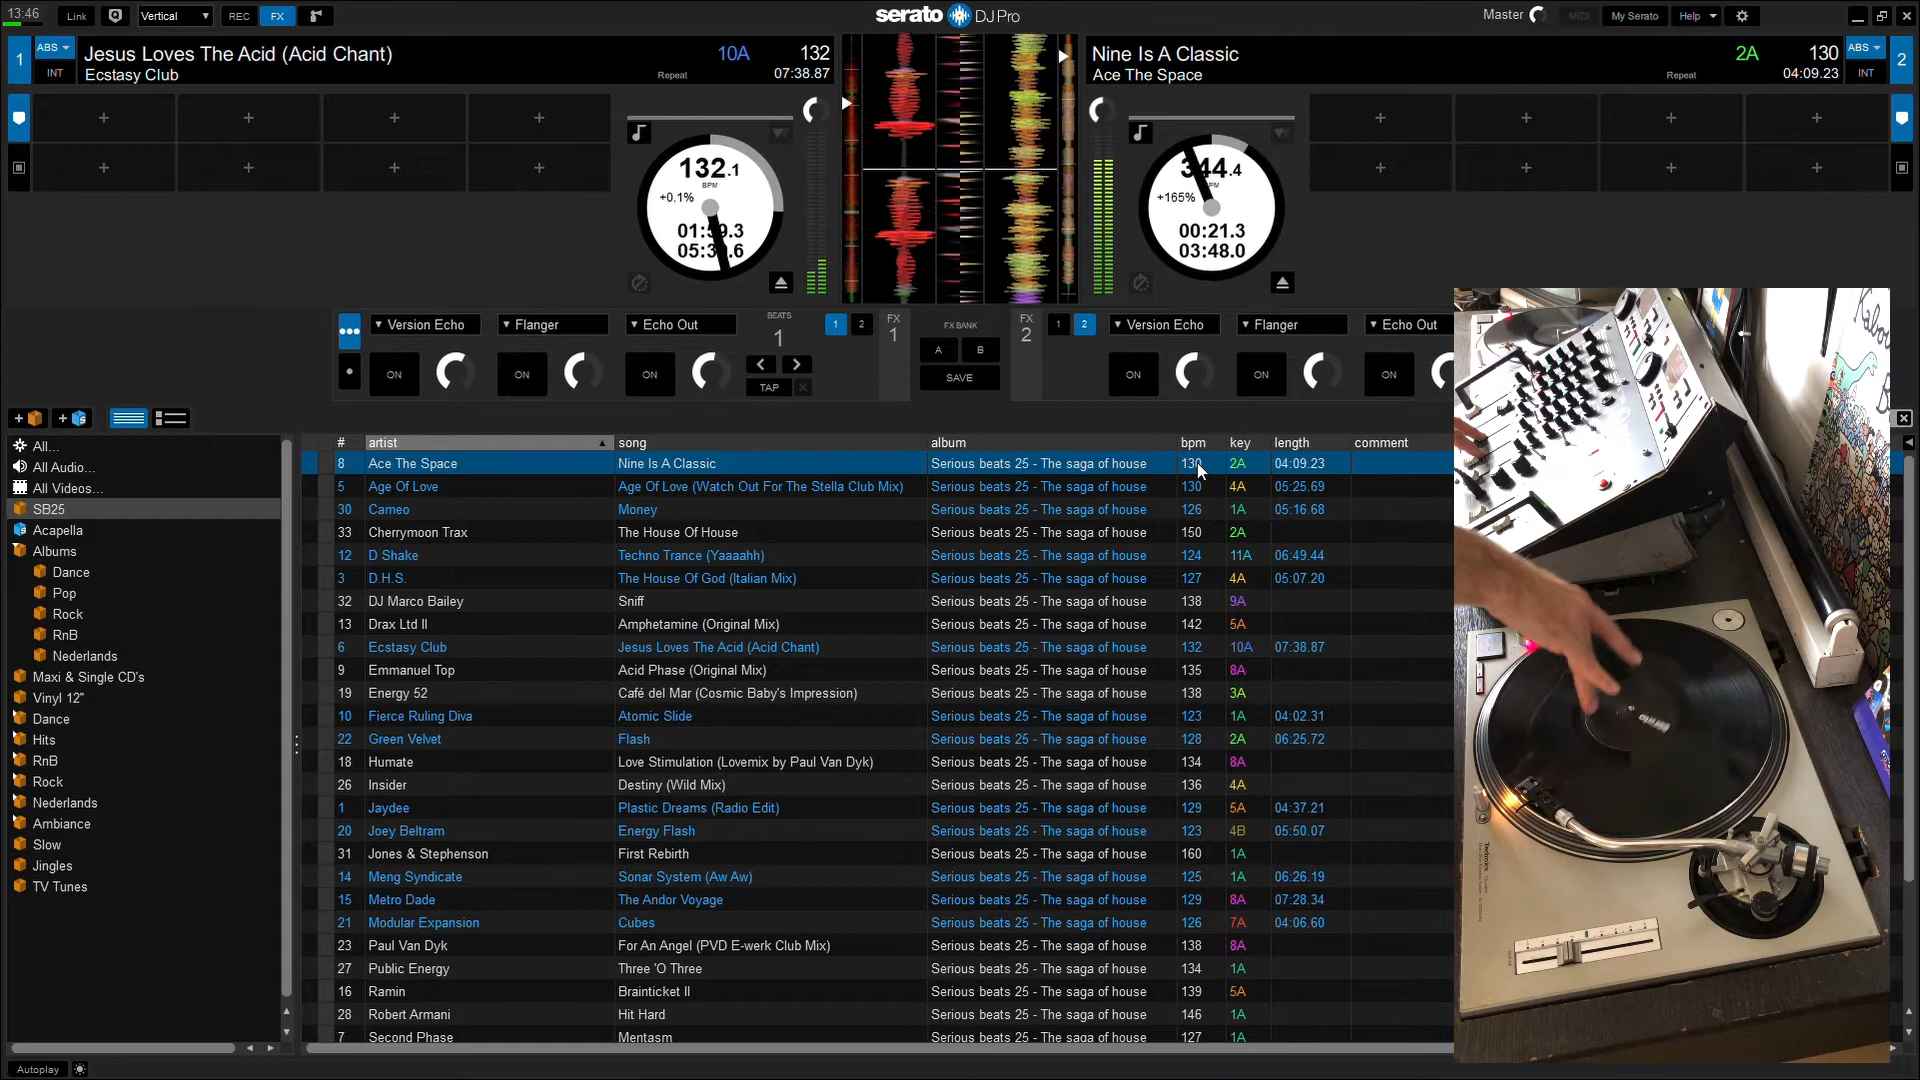 13:46
Link
Vertical
REC
FX
serato DJ Pro
Master
MIDI
My Serato
Help
1
ABS
INT
Jesus Loves The Acid (Acid Chant)
10A
132
Ecstasy Club
Repeat
07:38.87
Nine Is A Classic
2A
130
Ace The Space
Repeat
04:09.23
ABS
INT
2
132.1
BPM
+0.1%
344.4
+165%
00:21.3
03:48.0
Version Echo
Flanger
Echo Out
BEATS
1
1
2
FX
1
ON
ON
ON
TAP
FX BANK
A
B
SAVE
FX
2
1
2
Version Echo
Flanger
Echo Out
ON
ON
ON
All...
All Audio...
All Videos...
SB25
Acapella
Albums
Dance
Pop
Rock
RnB
Nederlands
Maxi & Single CD's
Vinyl 12"
Dance
Hits
RnB
Rock
Nederlands
Ambiance
Slow
Jingles
TV Tunes
Autoplay
# artist song album bpm key length comment
8 Ace The Space Nine Is A Classic Serious beats 25 - The saga of house 130 2A 04:09.23
5 Age Of Love Age Of Love (Watch Out For The Stella Club Mix) Serious beats 25 - The saga of house 130 4A 05:25.69
30 Cameo Money Serious beats 25 - The saga of house 126 1A 05:16.68
33 Cherrymoon Trax The House Of House Serious beats 25 - The saga of house 150 2A
12 D Shake Techno Trance (Yaaaahh) Serious beats 25 - The saga of house 124 11A 06:49.44
3 D.H.S. The House Of God (Italian Mix) Serious beats 25 - The saga of house 127 4A 05:07.20
32 DJ Marco Bailey Sniff Serious beats 25 - The saga of house 138 9A
13 Drax Ltd II Amphetamine (Original Mix) Serious beats 25 - The saga of house 142 5A
6 Ecstasy Club Jesus Loves The Acid (Acid Chant) Serious beats 25 - The saga of house 132 10A 07:38.87
9 Emmanuel Top Acid Phase (Original Mix) Serious beats 25 - The saga of house 135 8A
19 Energy 52 Café del Mar (Cosmic Baby's Impression) Serious beats 25 - The saga of house 138 3A
10 Fierce Ruling Diva Atomic Slide Serious beats 25 - The saga of house 123 1A 04:02.31
22 Green Velvet Flash Serious beats 25 - The saga of house 128 2A 06:25.72
18 Humate Love Stimulation (Lovemix by Paul Van Dyk) Serious beats 25 - The saga of house 134 8A
26 Insider Destiny (Wild Mix) Serious beats 25 - The saga of house 136 4A
1 Jaydee Plastic Dreams (Radio Edit) Serious beats 25 - The saga of house 129 5A 04:37.21
20 Joey Beltram Energy Flash Serious beats 25 - The saga of house 123 4B 05:50.07
31 Jones & Stephenson First Rebirth Serious beats 25 - The saga of house 160 1A
14 Meng Syndicate Sonar System (Aw Aw) Serious beats 25 - The saga of house 125 1A 06:26.19
15 Metro Dade The Andor Voyage Serious beats 25 - The saga of house 129 8A 07:28.34
21 Modular Expansion Cubes Serious beats 25 - The saga of house 126 7A 04:06.60
23 Paul Van Dyk For An Angel (PVD E-werk Club Mix) Serious beats 25 - The saga of house 138 8A
27 Public Energy Three 'O Three Serious beats 25 - The saga of house 134 1A
16 Ramin Brainticket II Serious beats 25 - The saga of house 139 5A
28 Robert Armani Hit Hard Serious beats 25 - The saga of house 146 1A
7 Second Phase Mentasm Serious beats 25 - The saga of house 127 1A
serato
Technics